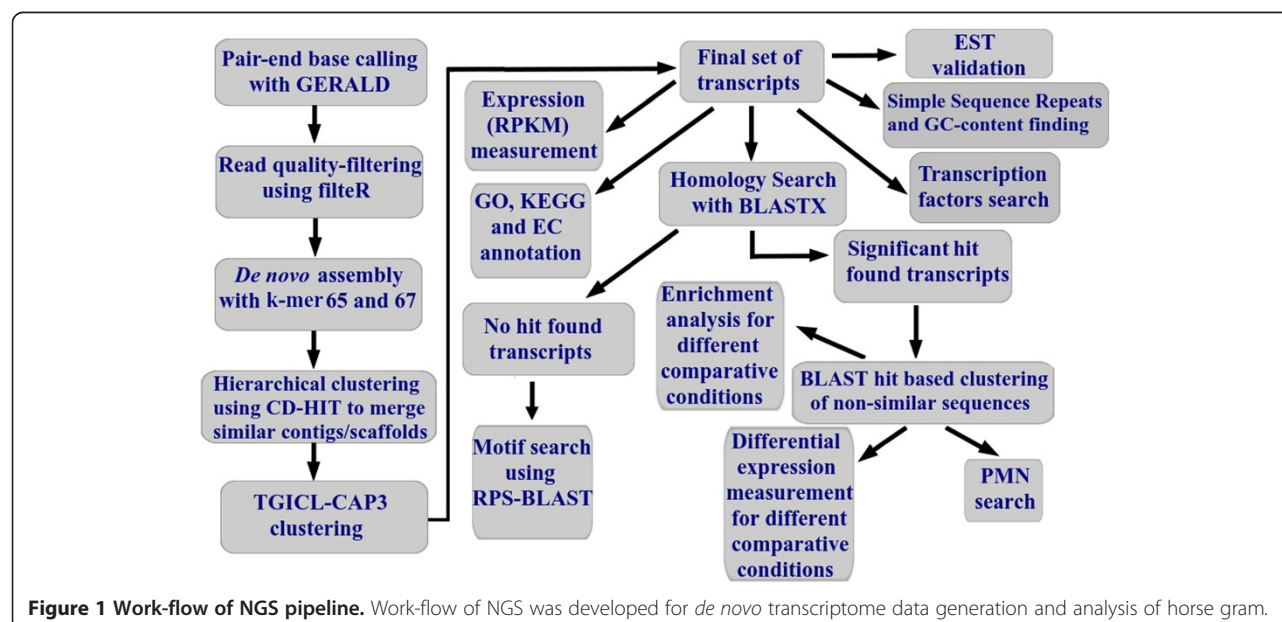 Pair-end base calling
with GERALD
Read quality-filtering
using filteR
De novo assembly
with k-mer 65 and 67
Hierarchical clustering
using CD-HIT to merge
similar contigs/scaffolds
TGICL-CAP3
clustering
Final set of
transcripts
EST
validation
Simple Sequence Repeats
and GC-content finding
Expression
(RPKM)
measurement
Transcription
factors search
Homology Search
with BLASTX
GO, KEGG
and EC
annotation
Significant hit
found transcripts
No hit found
transcripts
Enrichment
analysis for
different
comparative
conditions
BLAST hit based clustering
of non-similar sequences
Motif search
using
RPS-BLAST
Differential
expression
measurement
for different
comparative
conditions
PMN
search
Figure 1 Work-flow of NGS pipeline. Work-flow of NGS was developed for de novo transcriptome data generation and analysis of horse gram.